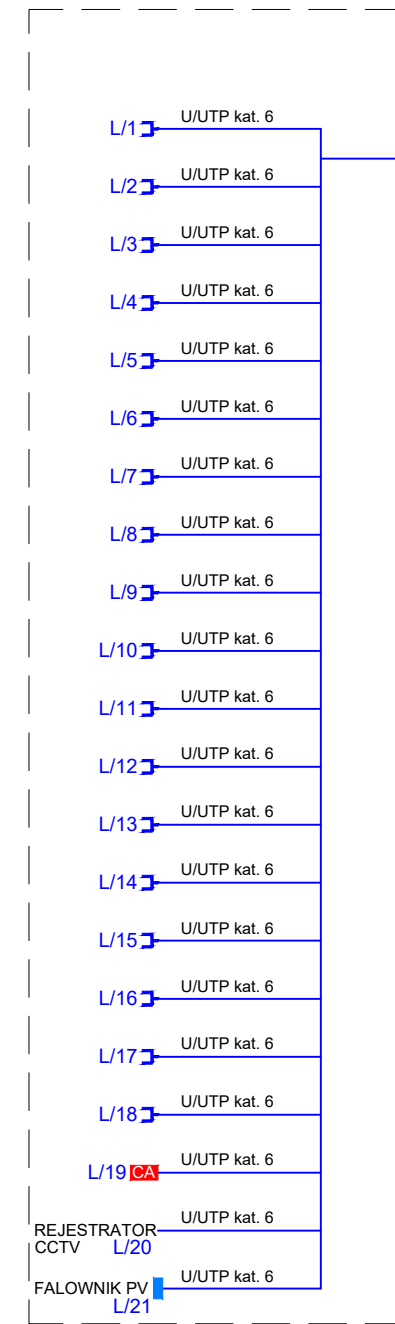 U/UTP kat. 6
L/1
U/UTP kat. 6
L/2
U/UTP kat. 6
L/3
U/UTP kat. 6
L/4
U/UTP kat. 6
L/5
U/UTP kat. 6
L/6
U/UTP kat. 6
L/7
U/UTP kat. 6
L/8
U/UTP kat. 6
L/9
U/UTP kat. 6
L/10
U/UTP kat. 6
L/11
U/UTP kat. 6
L/12
U/UTP kat. 6
L/13
U/UTP kat. 6
L/14
U/UTP kat. 6
L/15
U/UTP kat. 6
L/16
U/UTP kat. 6
L/17
U/UTP kat. 6
L/18
U/UTP kat. 6
L/19 CA
U/UTP kat. 6
REJESTRATOR
CCTV L/20
U/UTP kat. 6
FALOWNIK PV
L/21